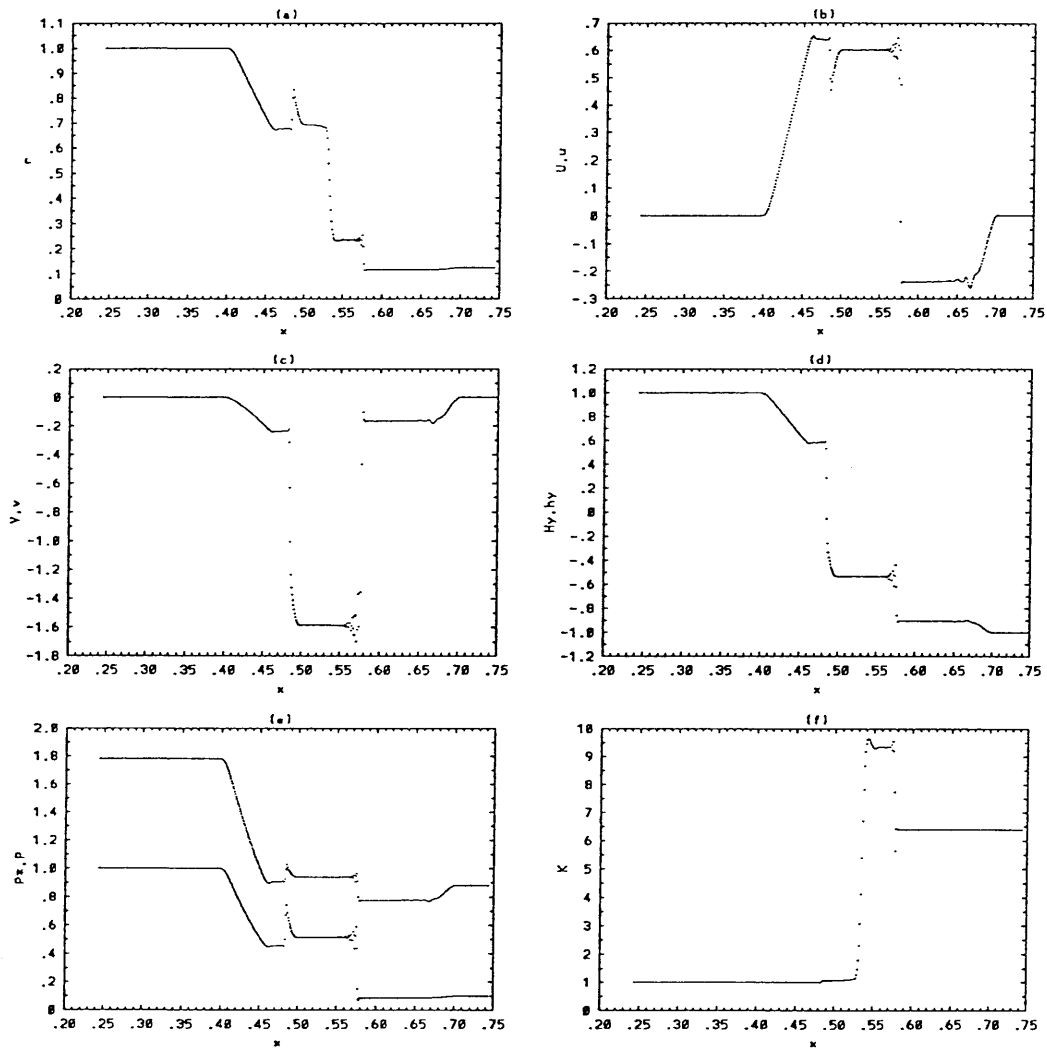 (a)
1.1
1.0
.9
.8
.7
.6
.5
.4
.3
.2
.1
0
r
.20 .25 .30 .35 .40 .45 .50 .55 .60 .65 .70 .75
x
(b)
.7
.6
.5
.4
.3
.2
.1
0
-.1
-.2
-.3
U,u
.20 .25 .30 .35 .40 .45 .50 .55 .60 .65 .70 .75
x
(c)
.2
0
-.2
-.4
-.6
-.8
-1.0
-1.2
-1.4
-1.6
-1.8
V,v
.20 .25 .30 .35 .40 .45 .50 .55 .60 .65 .70 .75
x
(d)
1.2
1.0
.8
.6
.4
.2
0
-.2
-.4
-.6
-.8
-1.0
-1.2
Hy,hy
.20 .25 .30 .35 .40 .45 .50 .55 .60 .65 .70 .75
x
(e)
2.0
1.8
1.6
1.4
1.2
1.0
.8
.6
.4
.2
0
P*,P
.20 .25 .30 .35 .40 .45 .50 .55 .60 .65 .70 .75
x
(f)
10
9
8
7
6
5
4
3
2
1
0
K
.20 .25 .30 .35 .40 .45 .50 .55 .60 .65 .70 .75
x